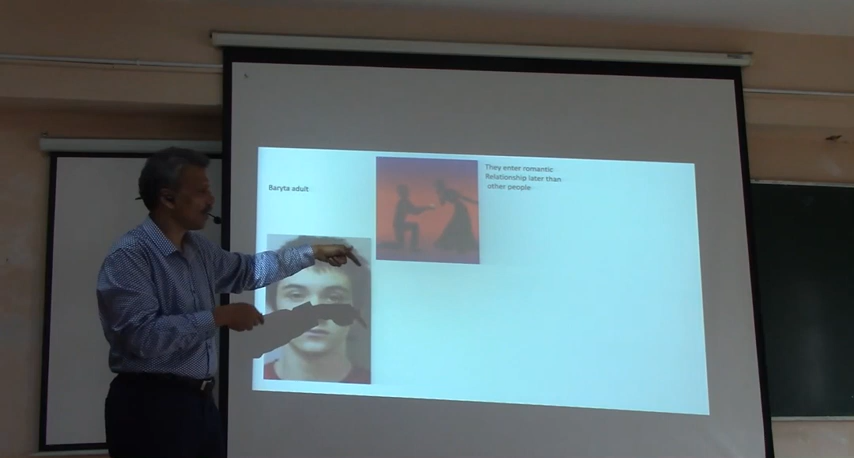 Baryta adult
They enter romantic
Relationship later than
other people